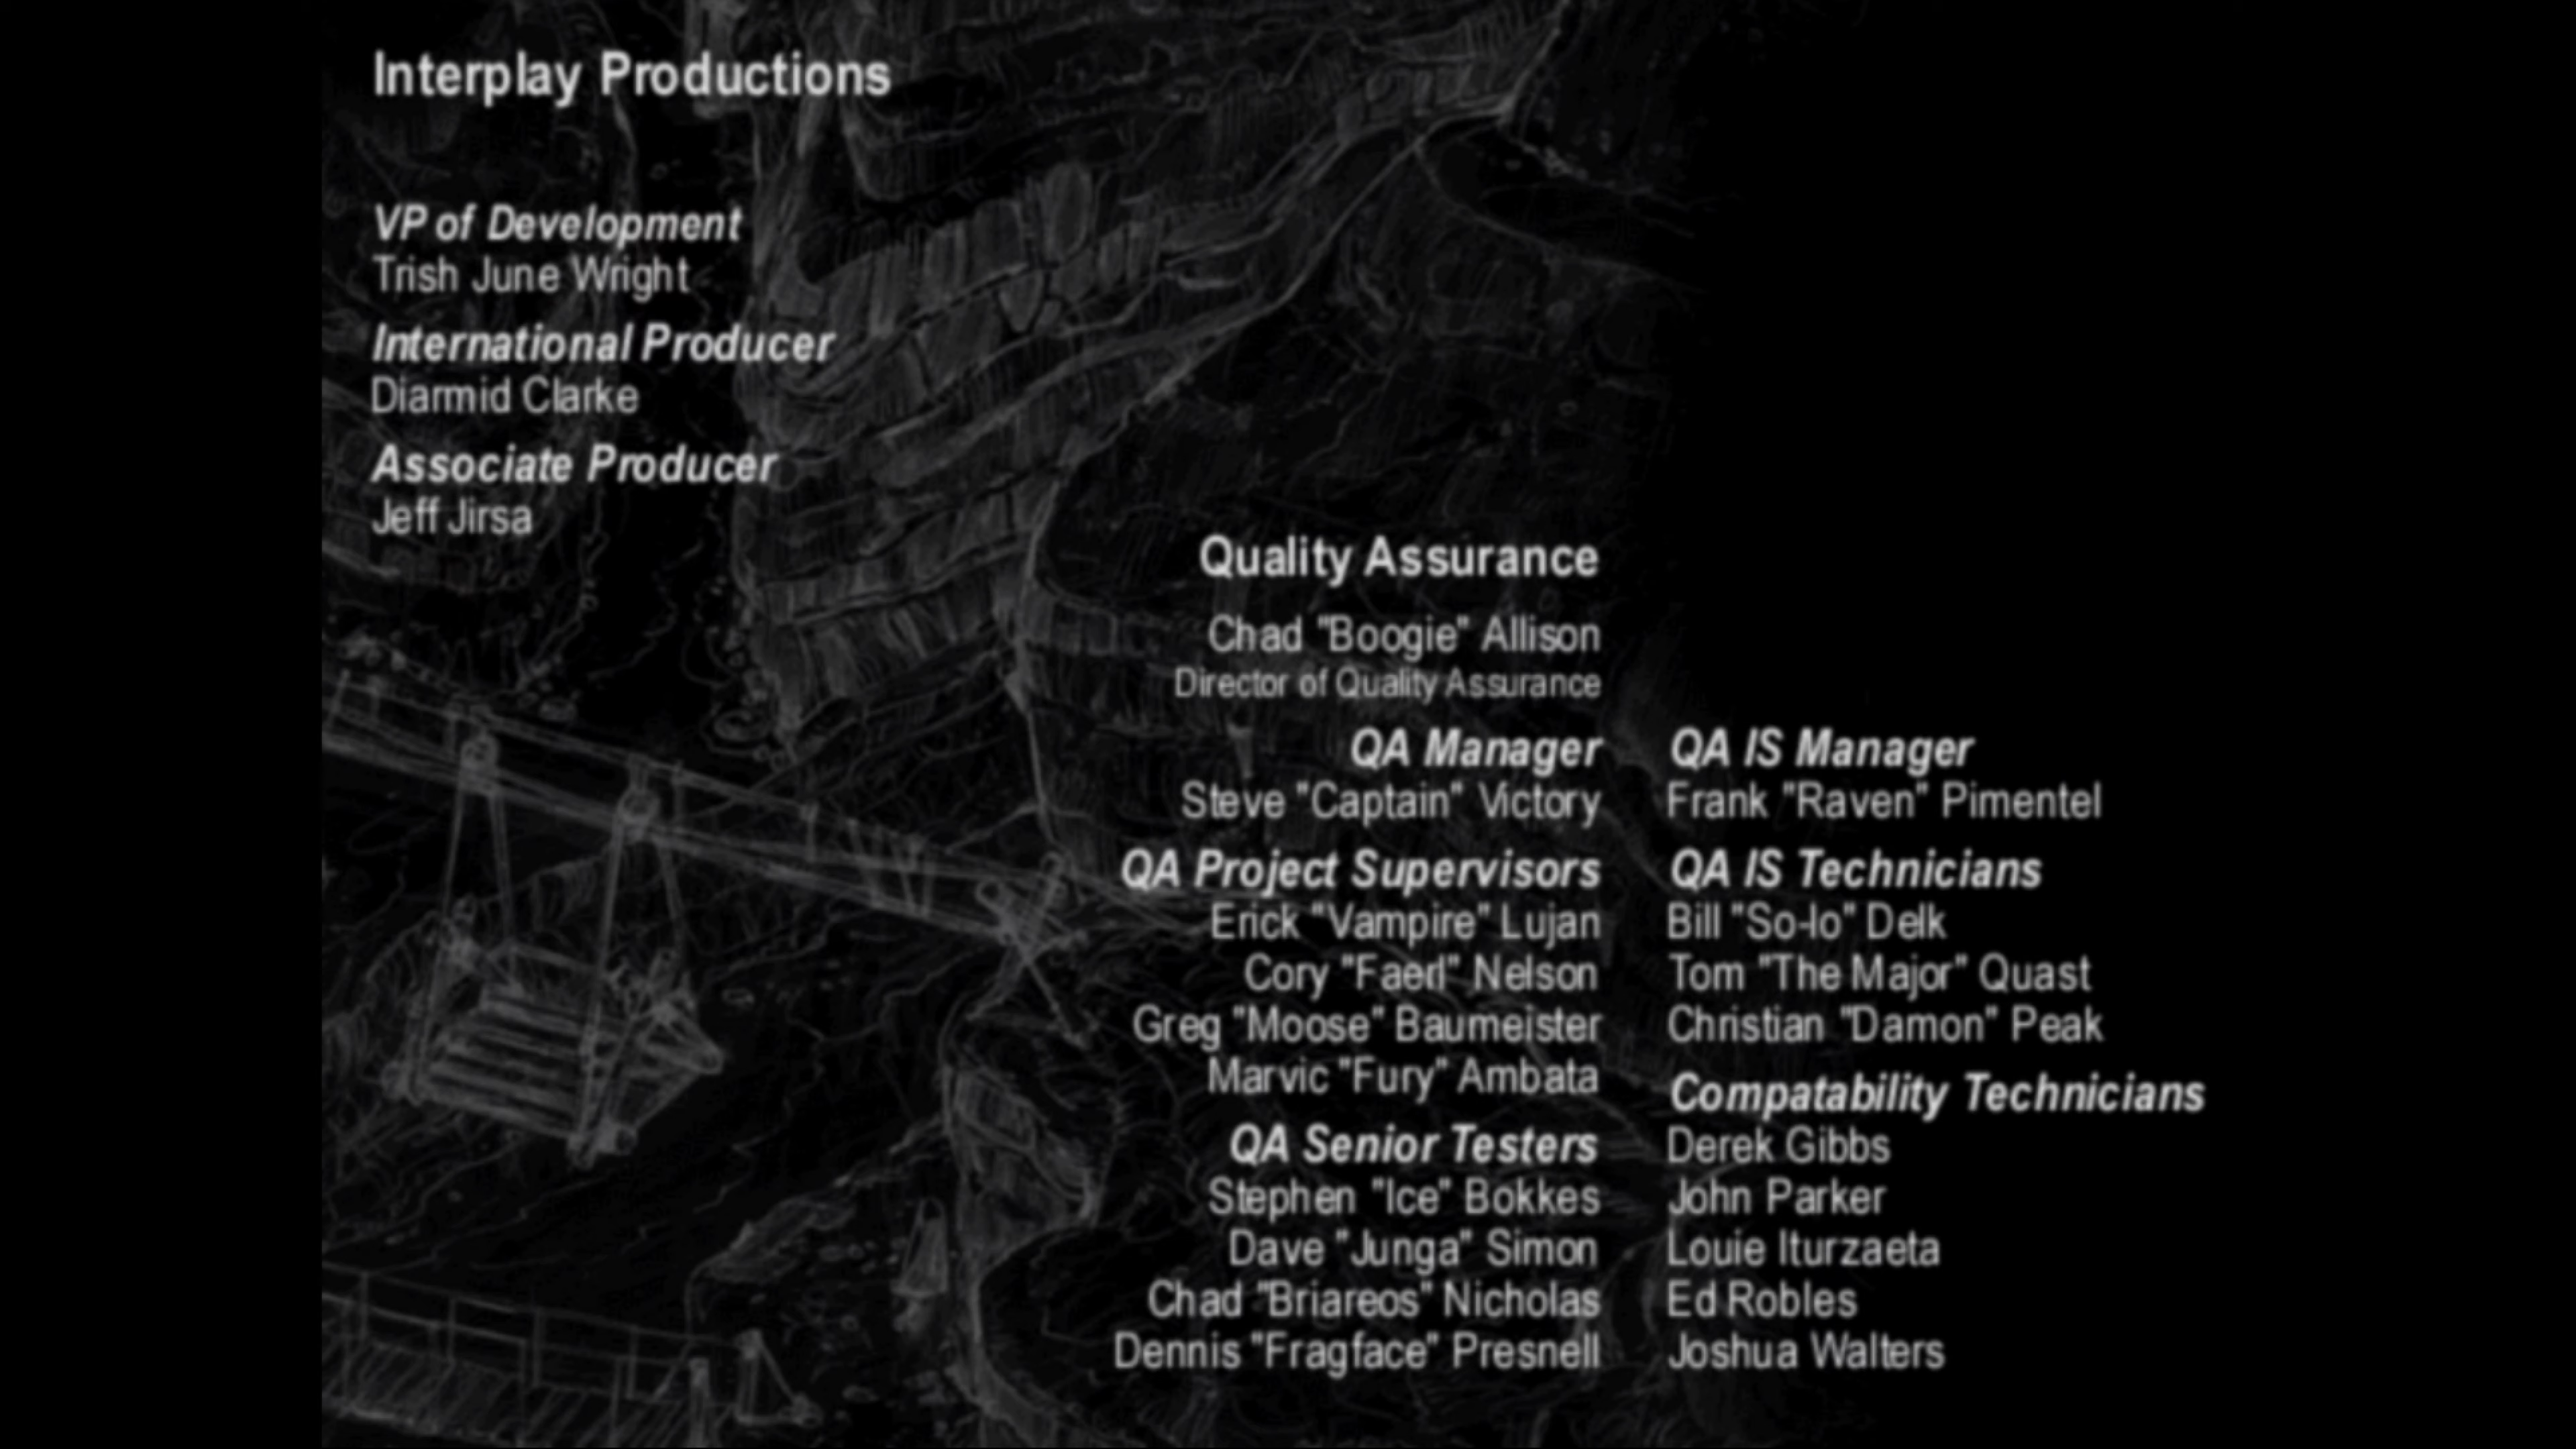 Interplay Productions
VP of Development
Trish June Wright
International Producer
Diarmid Clarke
Associate Producer
Jeff Jirsa
Quality Assurance
Chad "Boogie" Allison
Director of Quality Assurance
QA Manager
Steve "Captain" Victory
QA Project Supervisors
Erick "Vampire" Lujan
Cory "Faerl" Nelson
Greg "Moose" Baumeister
Marvic "Fury" Ambata
QA Senior Testers
Stephen "Ice" Bokkes
Dave "Junga" Simon
Chad "Briareos" Nicholas
Dennis "Fragface" Presnell
QA IS Manager
Frank "Raven" Pimentel
QA IS Technicians
Bill "So-lo" Delk
Tom "The Major" Quast
Christian "Damon" Peak
Compatability Technicians
Derek Gibbs
John Parker
Louie Iturzaeta
Ed Robles
Joshua Walters